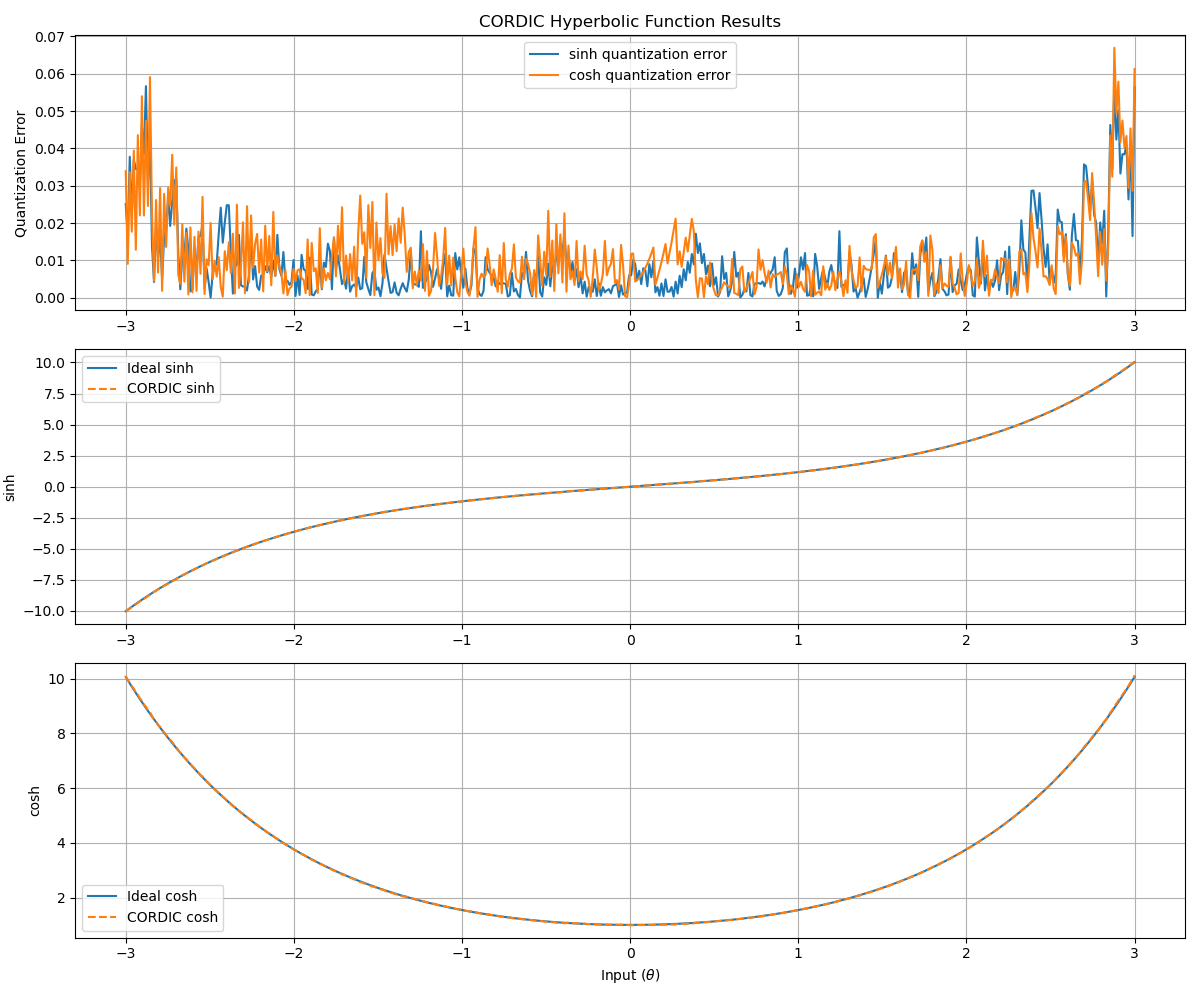 CORDIC Hyperbolic Function Results
0.07
0.06
0.05
0.04
0.03
0.02
0.01
0.00
Quantization Error
sinh quantization error
cosh quantization error
−3 −2 −1 0 1 2 3
10.0
7.5
5.0
2.5
0.0
−2.5
−5.0
−7.5
−10.0
sinh
Ideal sinh
CORDIC sinh
−3 −2 −1 0 1 2 3
10
8
6
4
2
cosh
Ideal cosh
CORDIC cosh
−3 −2 −1 0 1 2 3
Input (θ)